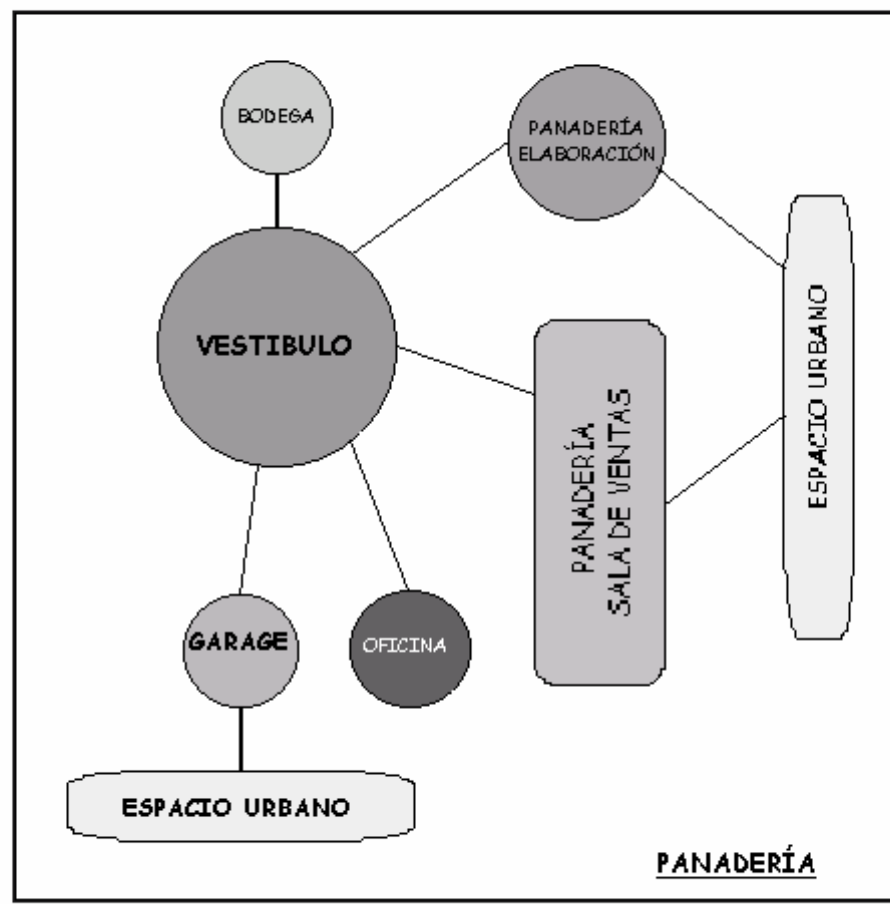 BODEGA
PANADERÍA
ELABORACIÓN
VESTIBULO
ESPACIO URBANO
PANADERÍA
SALA DE VENTAS
GARAGE
OFICINA
ESPACIO URBANO
PANADERÍA